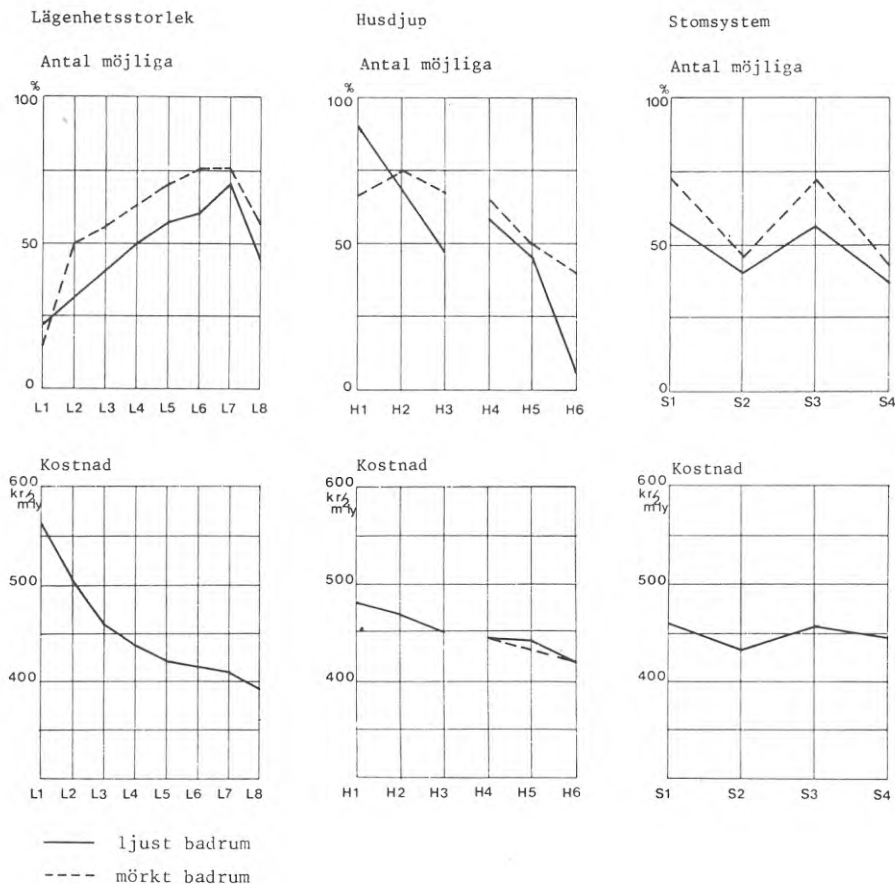 Lägenhetsstorlek
Husdjup
Stomsystem
Antal möjliga
Antal möjliga
Antal möjliga
%
%
%
100
100
100
50
50
50
0
0
0
L1 L2 L3 L4 L5 L6 L7 L8
H1 H2 H3 H4 H5 H6
S1 S2 S3 S4
Kostnad
Kostnad
Kostnad
600
600
600
kr/
kr/
kr/
m²ly
m²ly
m²ly
500
500
500
400
400
400
L1 L2 L3 L4 L5 L6 L7 L8
H1 H2 H3 H4 H5 H6
S1 S2 S3 S4
ljust badrum
mörkt badrum